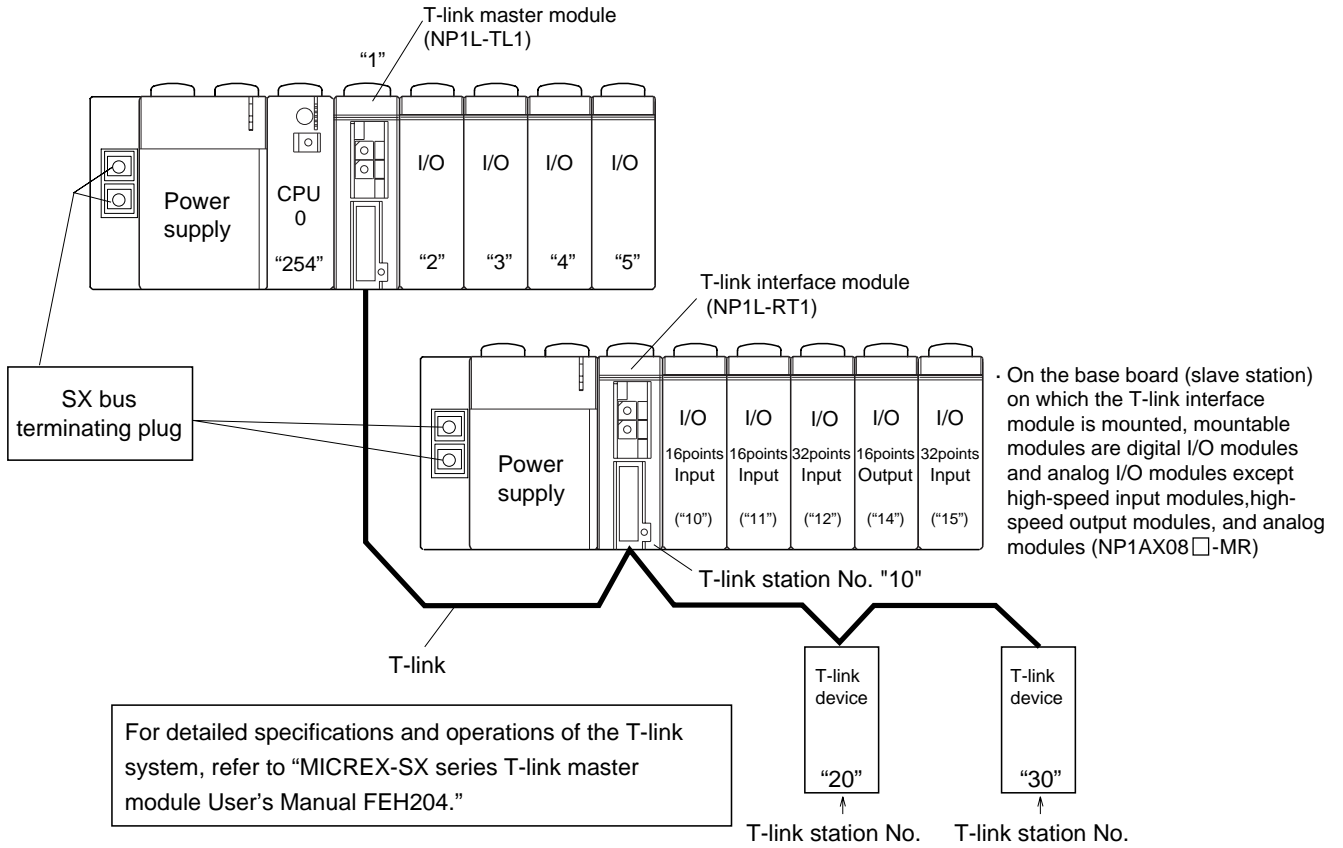 T-link master module
(NP1L-TL1)
“1”
Power
supply
CPU
0
“254”
I/O
“2”
I/O
“3”
I/O
“4”
I/O
“5”
T-link interface module
(NP1L-RT1)
SX bus
terminating plug
Power
supply
I/O
16points
Input
(“10”)
I/O
16points
Input
(“11”)
I/O
32points
Input
(“12”)
I/O
16points
Output
(“14”)
I/O
32points
Input
(“15”)
· On the base board (slave station)
on which the T-link interface
module is mounted, mountable
modules are digital I/O modules
and analog I/O modules except
high-speed input modules,high-
speed output modules, and analog
modules (NP1AX08□-MR)
T-link station No. "10"
T-link
T-link
device
“20”
T-link
device
“30”
For detailed specifications and operations of the T-link
system, refer to “MICREX-SX series T-link master
module User’s Manual FEH204.”
T-link station No.
T-link station No.